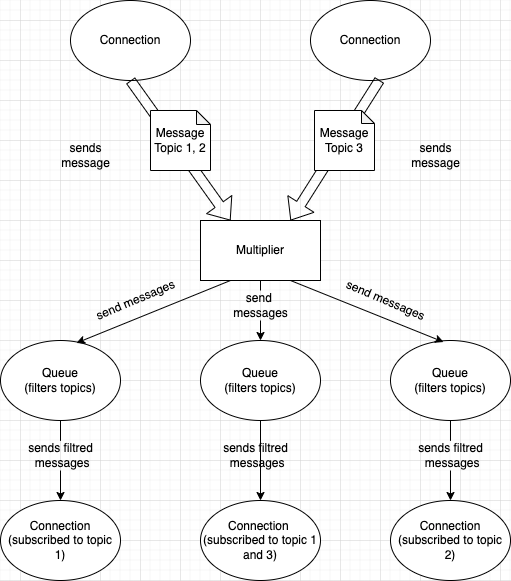 Connection
Connection
Message
Topic 1, 2
Message
Topic 3
sends
message
sends
message
Multiplier
send messages
send
messages
send messages
Queue
(filters topics)
Queue
(filters topics)
Queue
(filters topics)
sends filtred
messages
sends filtred
messages
sends filtred
messages
Connection
(subscribed to topic
1)
Connection
(subscribed to topic 1
and 3)
Connection
(subscribed to topic
2)